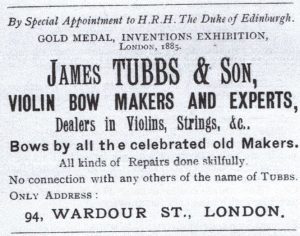 By Special Appointment to H.R.H. The Duke of Edinburgh.
GOLD MEDAL, INVENTIONS EXHIBITION,
LONDON, 1885.
JAMES TUBBS & SON,
VIOLIN BOW MAKERS AND EXPERTS,
Dealers in Violins, Strings, &c..
Bows by all the celebrated old Makers.
All kinds of Repairs done skilfully.
No connection with any others of the name of TUBBS.
ONLY ADDRESS :
94, WARDOUR ST., LONDON.